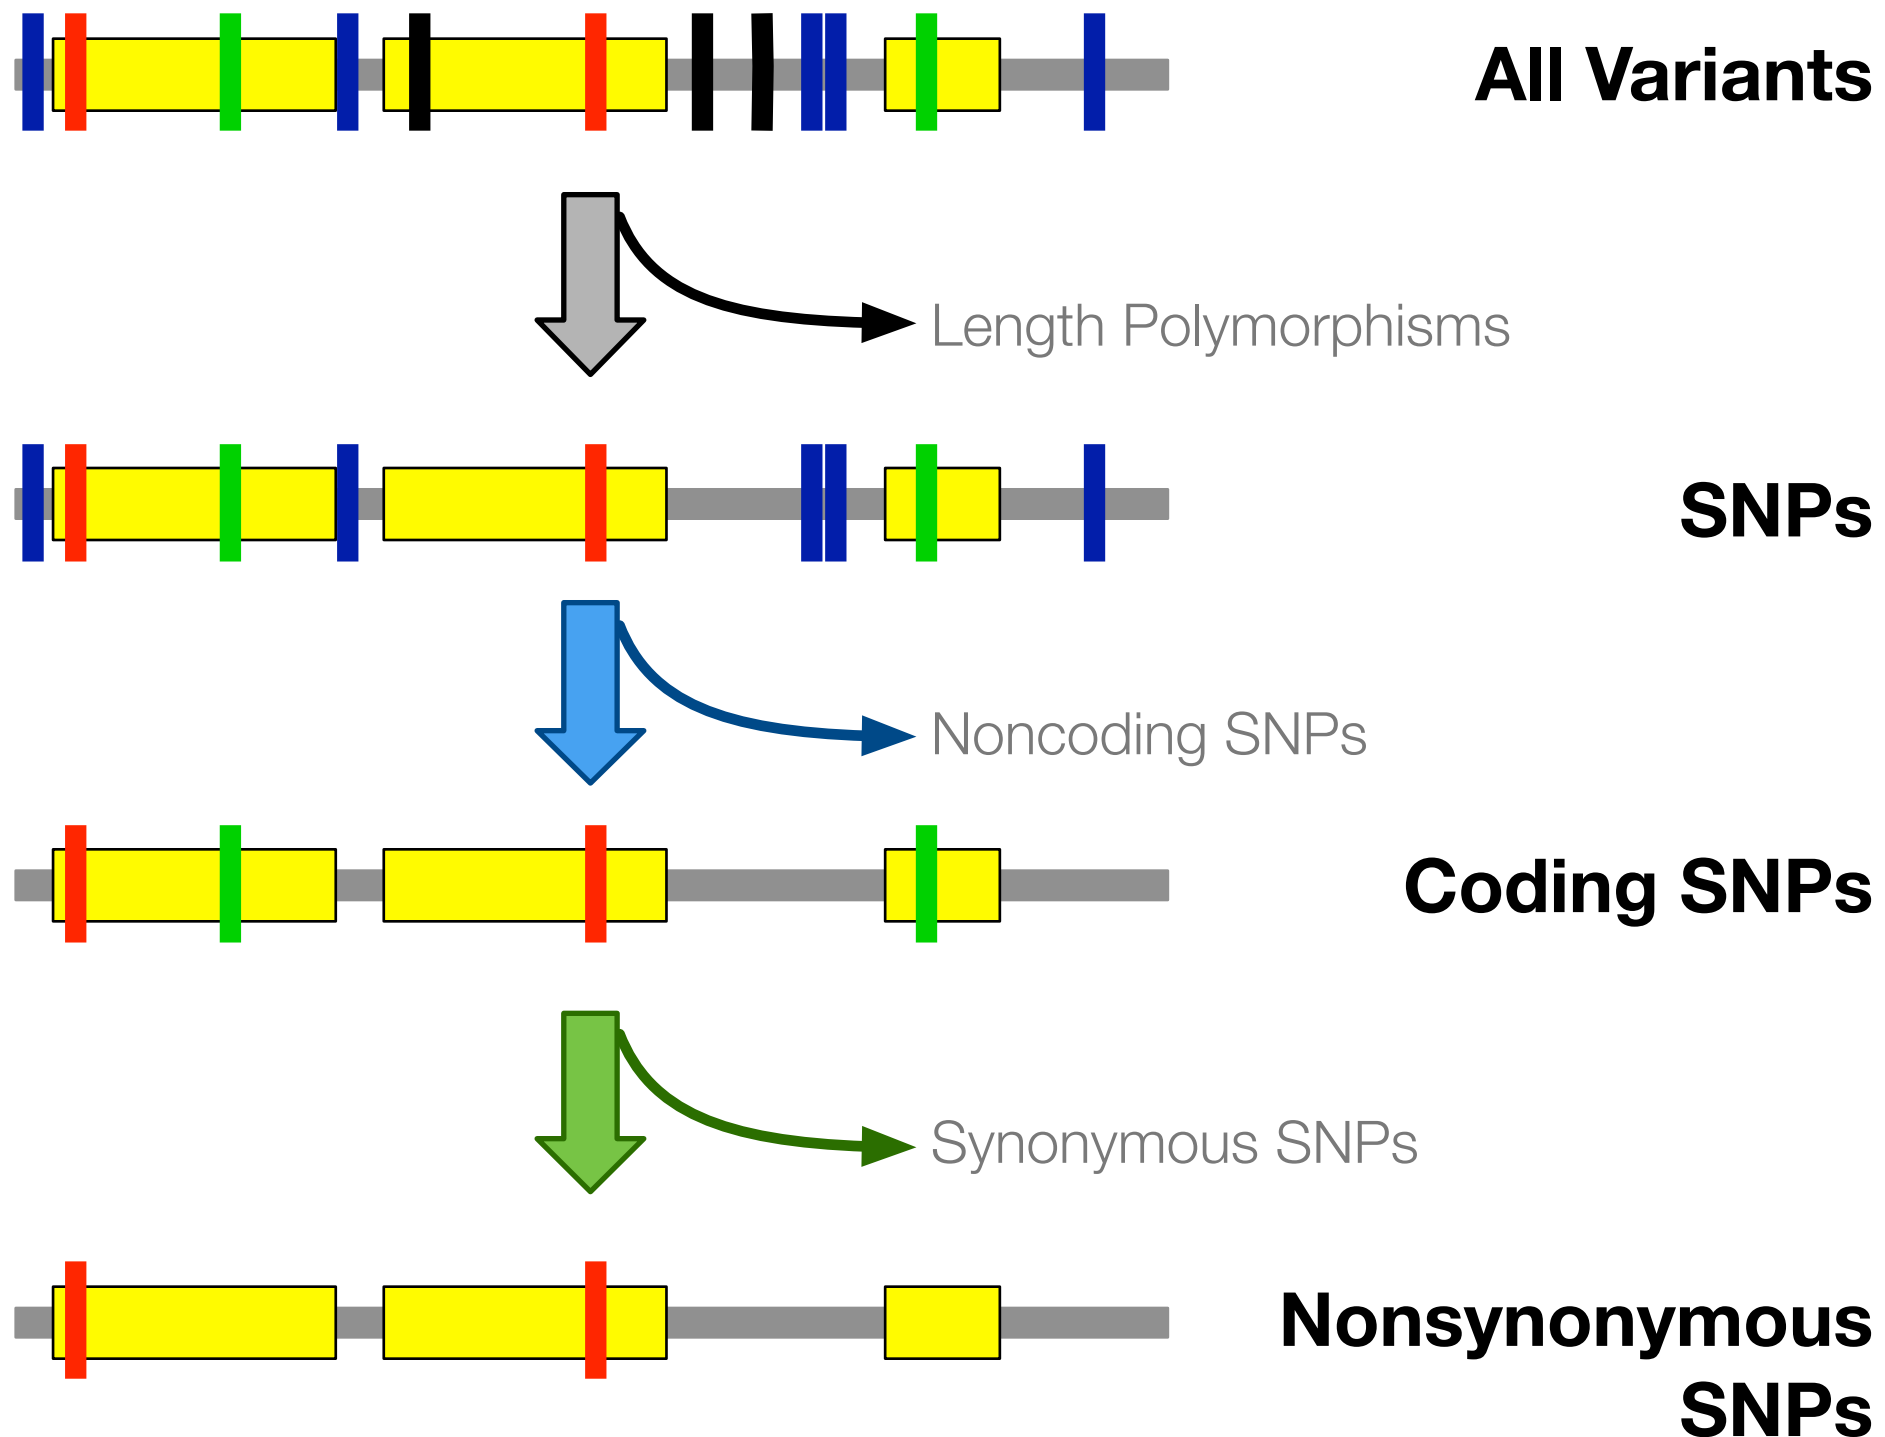 All Variants
Length Polymorphisms
SNPs
Noncoding SNPs
Coding SNPs
Synonymous SNPs
Nonsynonymous
SNPs